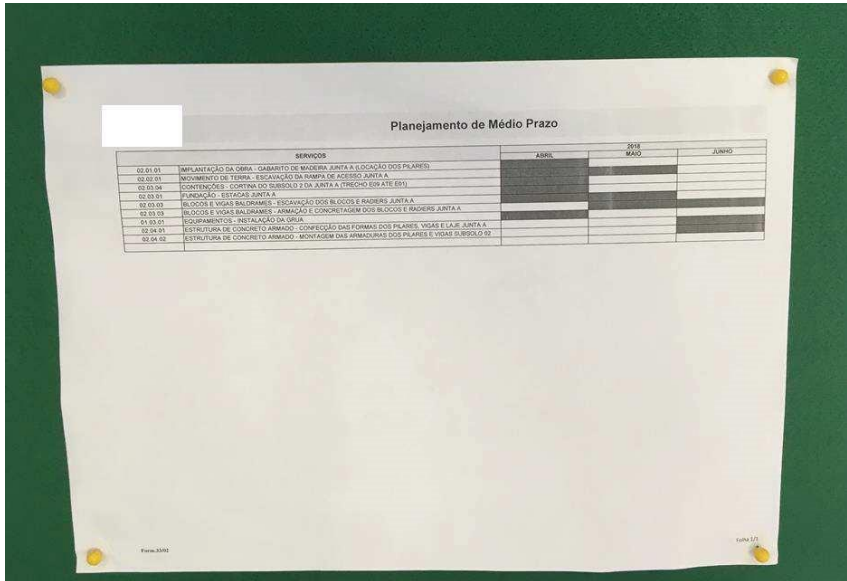 Planejamento de Médio Prazo
SERVIÇOS
2018
ABRIL MAIO JUNHO
02.01.01 IMPLANTAÇÃO DA OBRA - GABARITO DE MADEIRA JUNTA A (LOCAÇÃO DOS PILARES)
02.02.01 MOVIMENTO DE TERRA - ESCAVAÇÃO DA RAMPA DE ACESSO JUNTA A
02.03.04 CONTENÇÕES - CORTINA DO SUBSOLO 2 DA JUNTA A (TRECHO E09 ATE E01)
02.03.01 FUNDAÇÃO - ESTACAS JUNTA A
02.03.03 BLOCOS E VIGAS BALDRAMES - ESCAVAÇÃO DOS BLOCOS E RADIERS JUNTA A
02.03.03 BLOCOS E VIGAS BALDRAMES - ARMAÇÃO E CONCRETAGEM DOS BLOCOS E RADIERS JUNTA A
01.03.01 EQUIPAMENTOS - INSTALAÇÃO DA GRUA
02.04.01 ESTRUTURA DE CONCRETO ARMADO - CONFECÇÃO DAS FORMAS DOS PILARES, VIGAS E LAJE JUNTA A
02.04.02 ESTRUTURA DE CONCRETO ARMADO - MONTAGEM DAS ARMADURAS DOS PILARES E VIGAS SUBSOLO 02
Folha 1/1